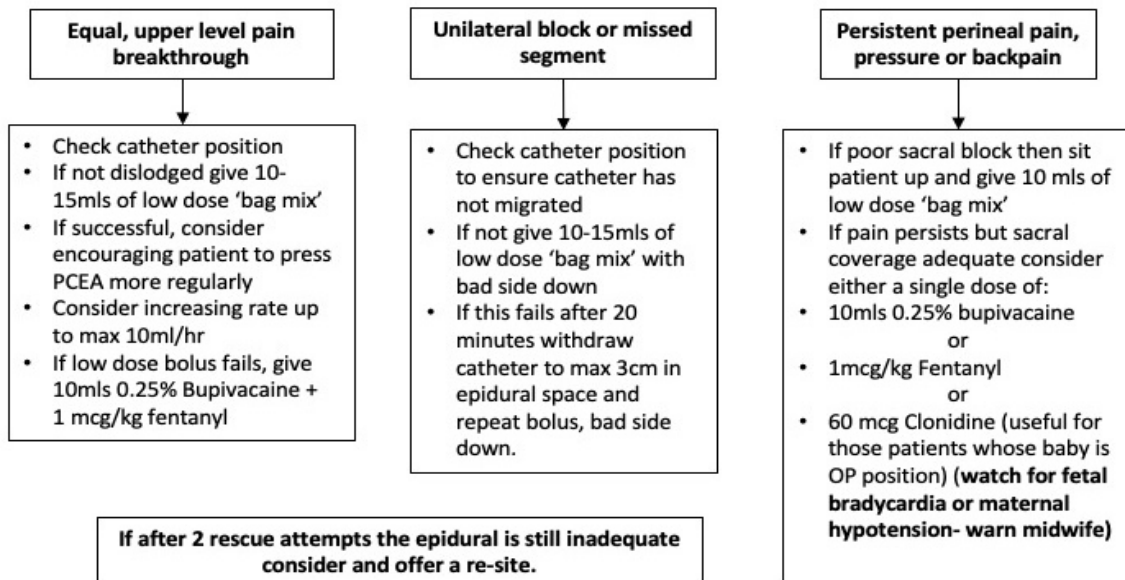 Equal, upper level pain
breakthrough
• Check catheter position
• If not dislodged give 10-
15mls of low dose ‘bag mix’
• If successful, consider
encouraging patient to press
PCEA more regularly
• Consider increasing rate up
to max 10ml/hr
• If low dose bolus fails, give
10mls 0.25% Bupivacaine +
1 mcg/kg fentanyl
Unilateral block or missed
segment
• Check catheter position
to ensure catheter has
not migrated
• If not give 10-15mls of
low dose ‘bag mix’ with
bad side down
• If this fails after 20
minutes withdraw
catheter to max 3cm in
epidural space and
repeat bolus, bad side
down.
Persistent perineal pain,
pressure or backpain
• If poor sacral block then sit
patient up and give 10 mls of
low dose ‘bag mix’
• If pain persists but sacral
coverage adequate consider
either a single dose of:
• 10mls 0.25% bupivacaine
or
• 1mcg/kg Fentanyl
or
• 60 mcg Clonidine (useful for
those patients whose baby is
OP position) (watch for fetal
bradycardia or maternal
hypotension- warn midwife)
If after 2 rescue attempts the epidural is still inadequate
consider and offer a re-site.